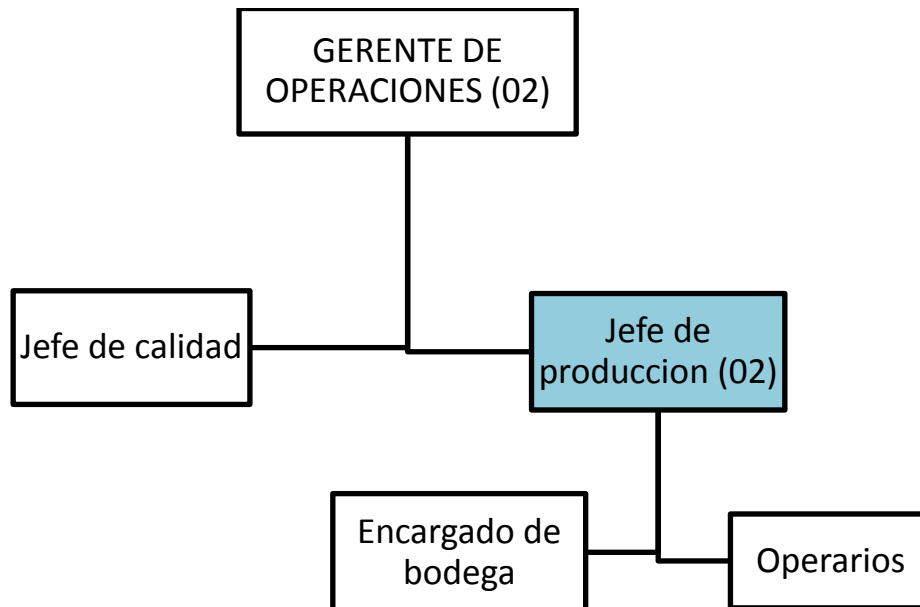 GERENTE DE
OPERACIONES (02)
Jefe de calidad
Jefe de
produccion (02)
Encargado de
bodega
Operarios